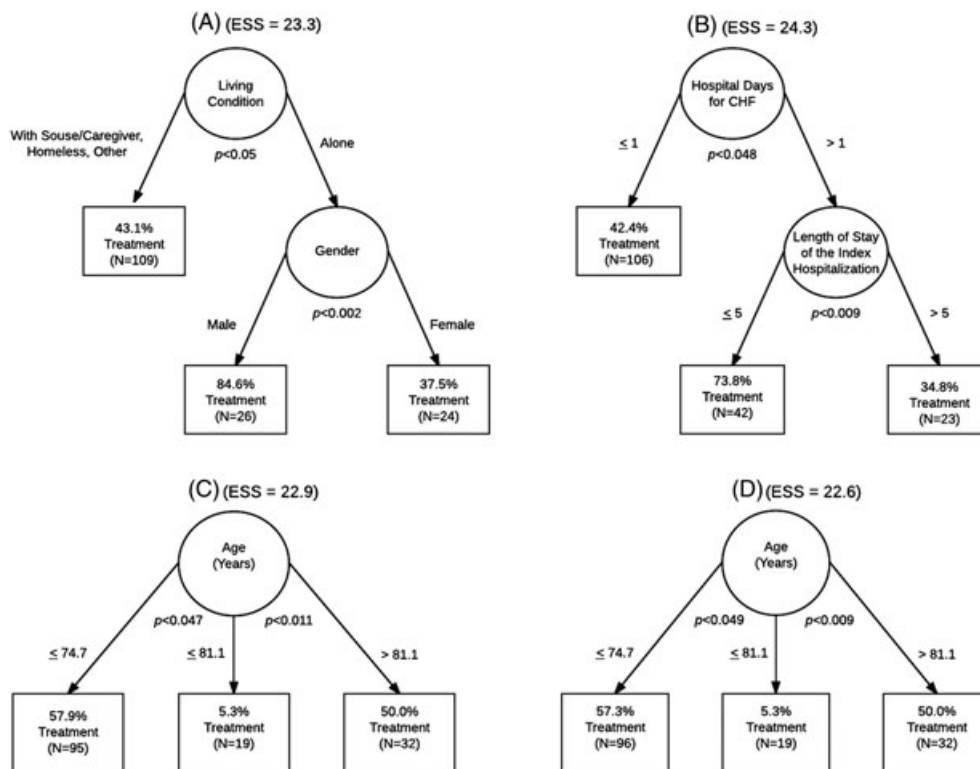 (A) (ESS = 23.3)
Living
Condition
With Souse/Caregiver,
Homeless, Other
Alone
p<0.05
43.1%
Treatment
(N=109)
Gender
p<0.002
Male
Female
84.6%
Treatment
(N=26)
37.5%
Treatment
(N=24)
(B) (ESS = 24.3)
Hospital Days
for CHF
≤ 1
> 1
p<0.048
42.4%
Treatment
(N=106)
Length of Stay
of the Index
Hospitalization
≤ 5
> 5
p<0.009
73.8%
Treatment
(N=42)
34.8%
Treatment
(N=23)
(C) (ESS = 22.9)
Age
(Years)
p<0.047
p<0.011
≤ 74.7
≤ 81.1
> 81.1
57.9%
Treatment
(N=95)
5.3%
Treatment
(N=19)
50.0%
Treatment
(N=32)
(D) (ESS = 22.6)
Age
(Years)
p<0.049
p<0.009
≤ 74.7
≤ 81.1
> 81.1
57.3%
Treatment
(N=96)
5.3%
Treatment
(N=19)
50.0%
Treatment
(N=32)